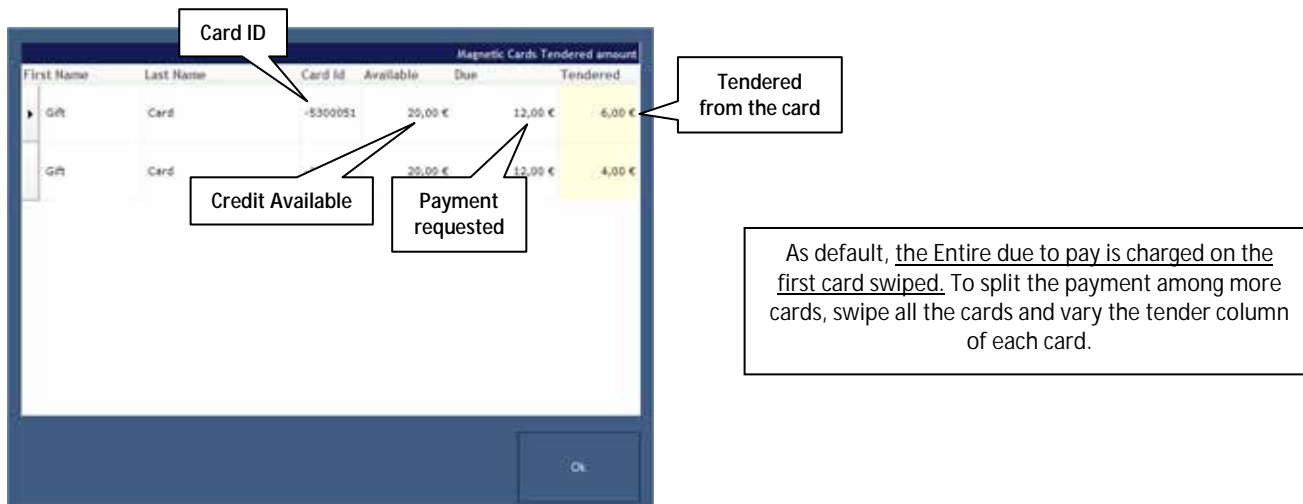 Card ID
Magnetic Cards Tendered amount
First Name Last Name Card Id Available Due Tendered
Gift Card -5300051 20,00 € 12,00 € 6,00 €
Tendered
from the card
Gift Card 20,00 € 12,00 € 4,00 €
Credit Available
Payment
requested
As default, the Entire due to pay is charged on the
first card swiped. To split the payment among more
cards, swipe all the cards and vary the tender column
of each card.
Ok